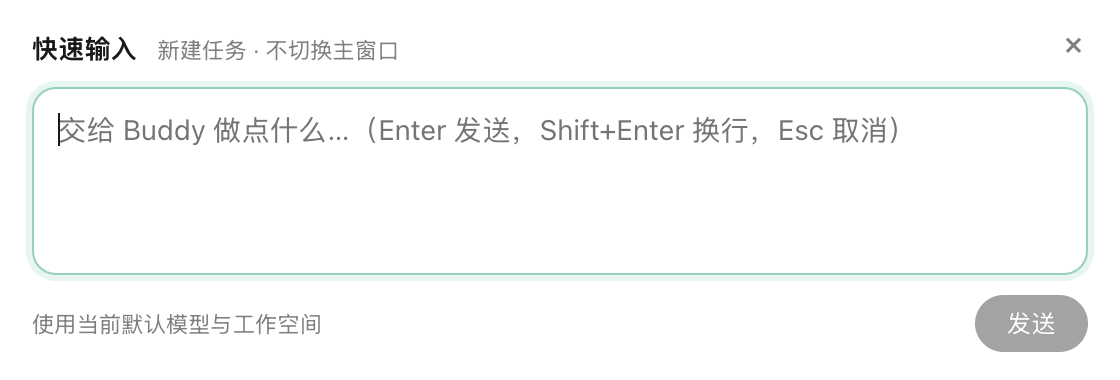 快速输入 新建任务 · 不切换主窗口 ×
交给 Buddy 做点什么...（Enter 发送，Shift+Enter 换行，Esc 取消）
使用当前默认模型与工作空间 发送